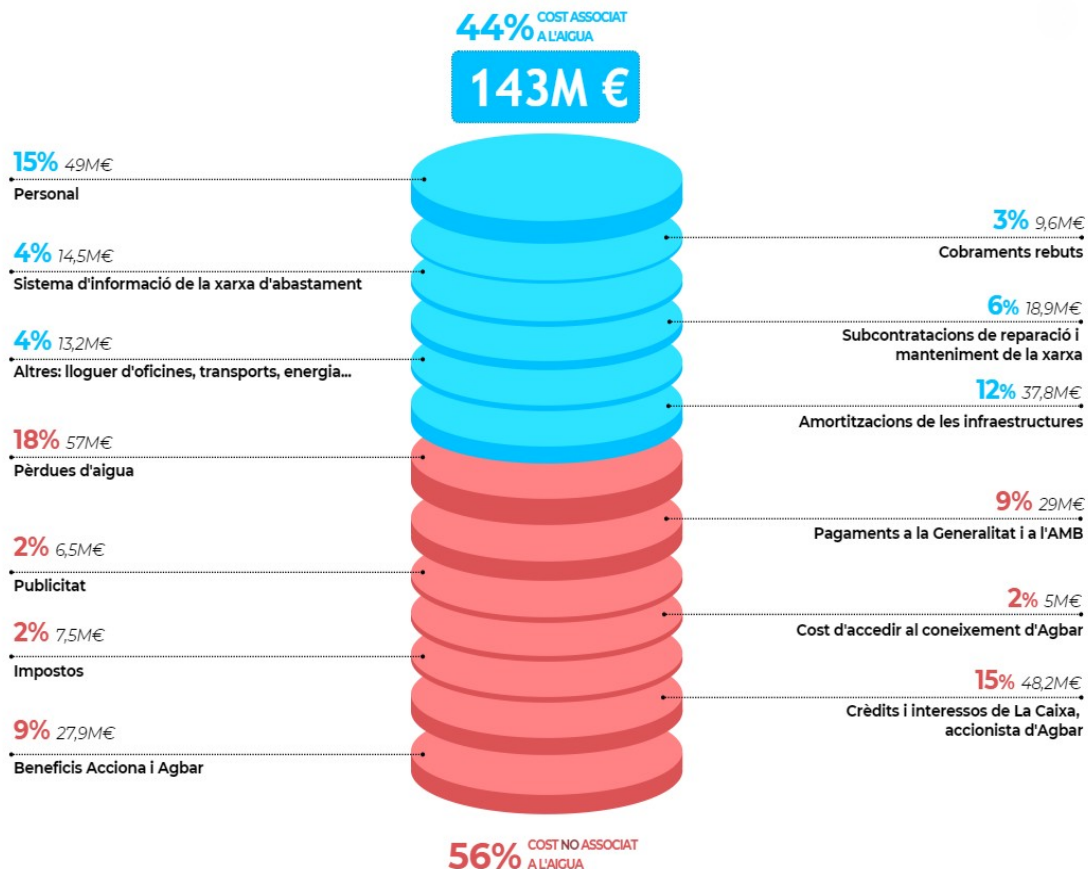 44% COST ASSOCIAT
A L'AIGUA
143M €
15% 49M€
Personal
3% 9,6M€
Cobraments rebuts
4% 14,5M€
Sistema d'informació de la xarxa d'abastament
6% 18,9M€
Subcontratacions de reparació i
manteniment de la xarxa
4% 13,2M€
Altres: lloguer d'oficines, transports, energia...
12% 37,8M€
Amortitzacions de les infraestructures
18% 57M€
Pèrdues d'aigua
9% 29M€
Pagaments a la Generalitat i a l'AMB
2% 6,5M€
Publicitat
2% 5M€
Cost d'accedir al coneixement d'Agbar
2% 7,5M€
Impostos
15% 48,2M€
Crèdits i interessos de La Caixa,
accionista d'Agbar
9% 27,9M€
Beneficis Acciona i Agbar
56% COST NO ASSOCIAT
A L'AIGUA